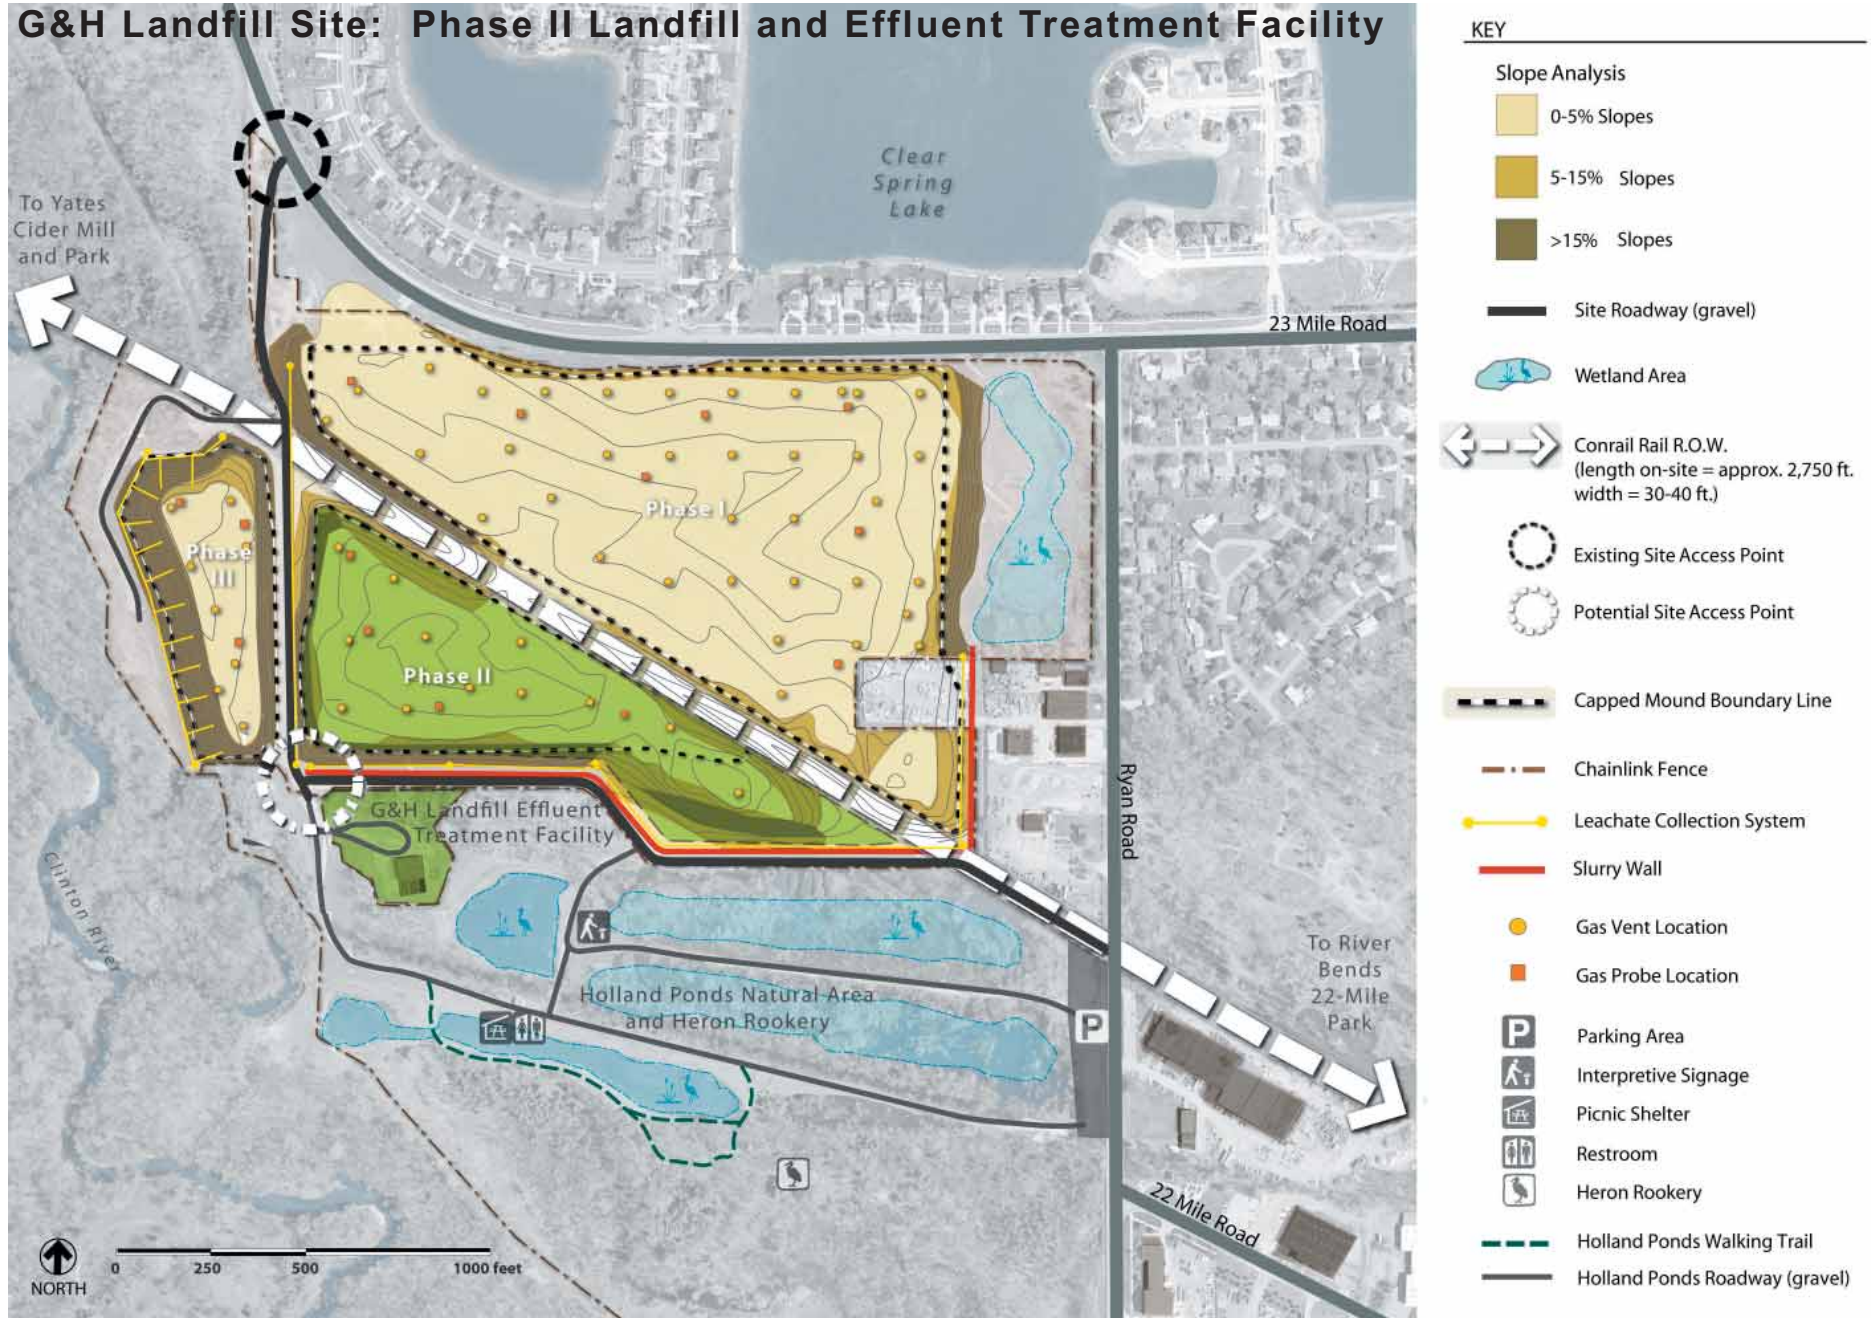 G&H Landfill Site: Phase II Landfill and Effluent Treatment Facility
Clear
Spring
Lake
To Yates
Cider Mill
and Park
23 Mile Road
Phase I
Phase
III
Phase II
Ryan Road
G&H Landfill Effluent
Treatment Facility
Clinton River
Holland Ponds Natural Area
and Heron Rookery
P
To River
Bends
22-Mile
Park
22 Mile Road
NORTH
0 250 500 1000 feet
KEY
Slope Analysis
0-5% Slopes
5-15% Slopes
>15% Slopes
Site Roadway (gravel)
Wetland Area
Conrail Rail R.O.W.
(length on-site = approx. 2,750 ft.
width = 30-40 ft.)
Existing Site Access Point
Potential Site Access Point
Capped Mound Boundary Line
Chainlink Fence
Leachate Collection System
Slurry Wall
Gas Vent Location
Gas Probe Location
P Parking Area
Interpretive Signage
Picnic Shelter
Restroom
Heron Rookery
Holland Ponds Walking Trail
Holland Ponds Roadway (gravel)